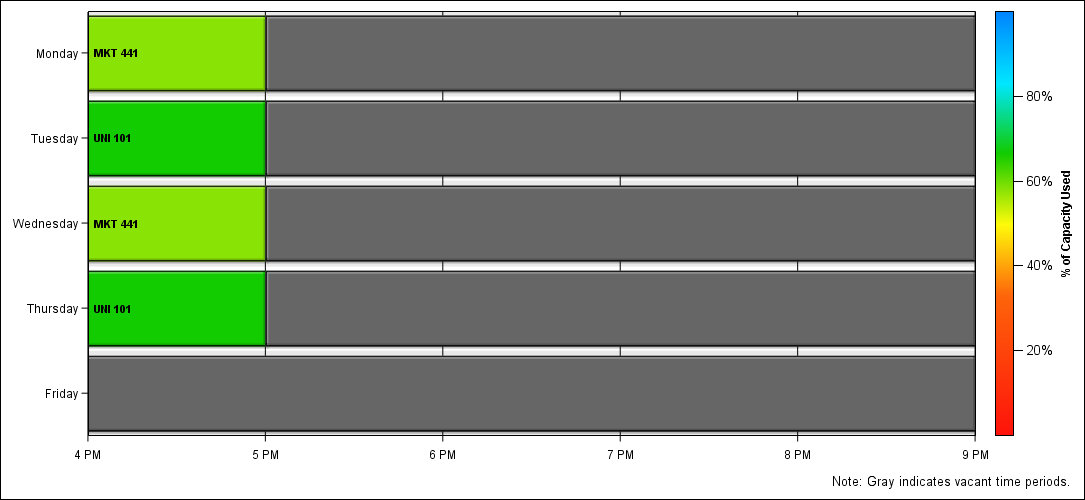 Monday
MKT 441
Tuesday
UNI 101
Wednesday
MKT 441
Thursday
UNI 101
Friday
4 PM 5 PM 6 PM 7 PM 8 PM 9 PM
80%
60%
40%
20%
% of Capacity Used
Note: Gray indicates vacant time periods.